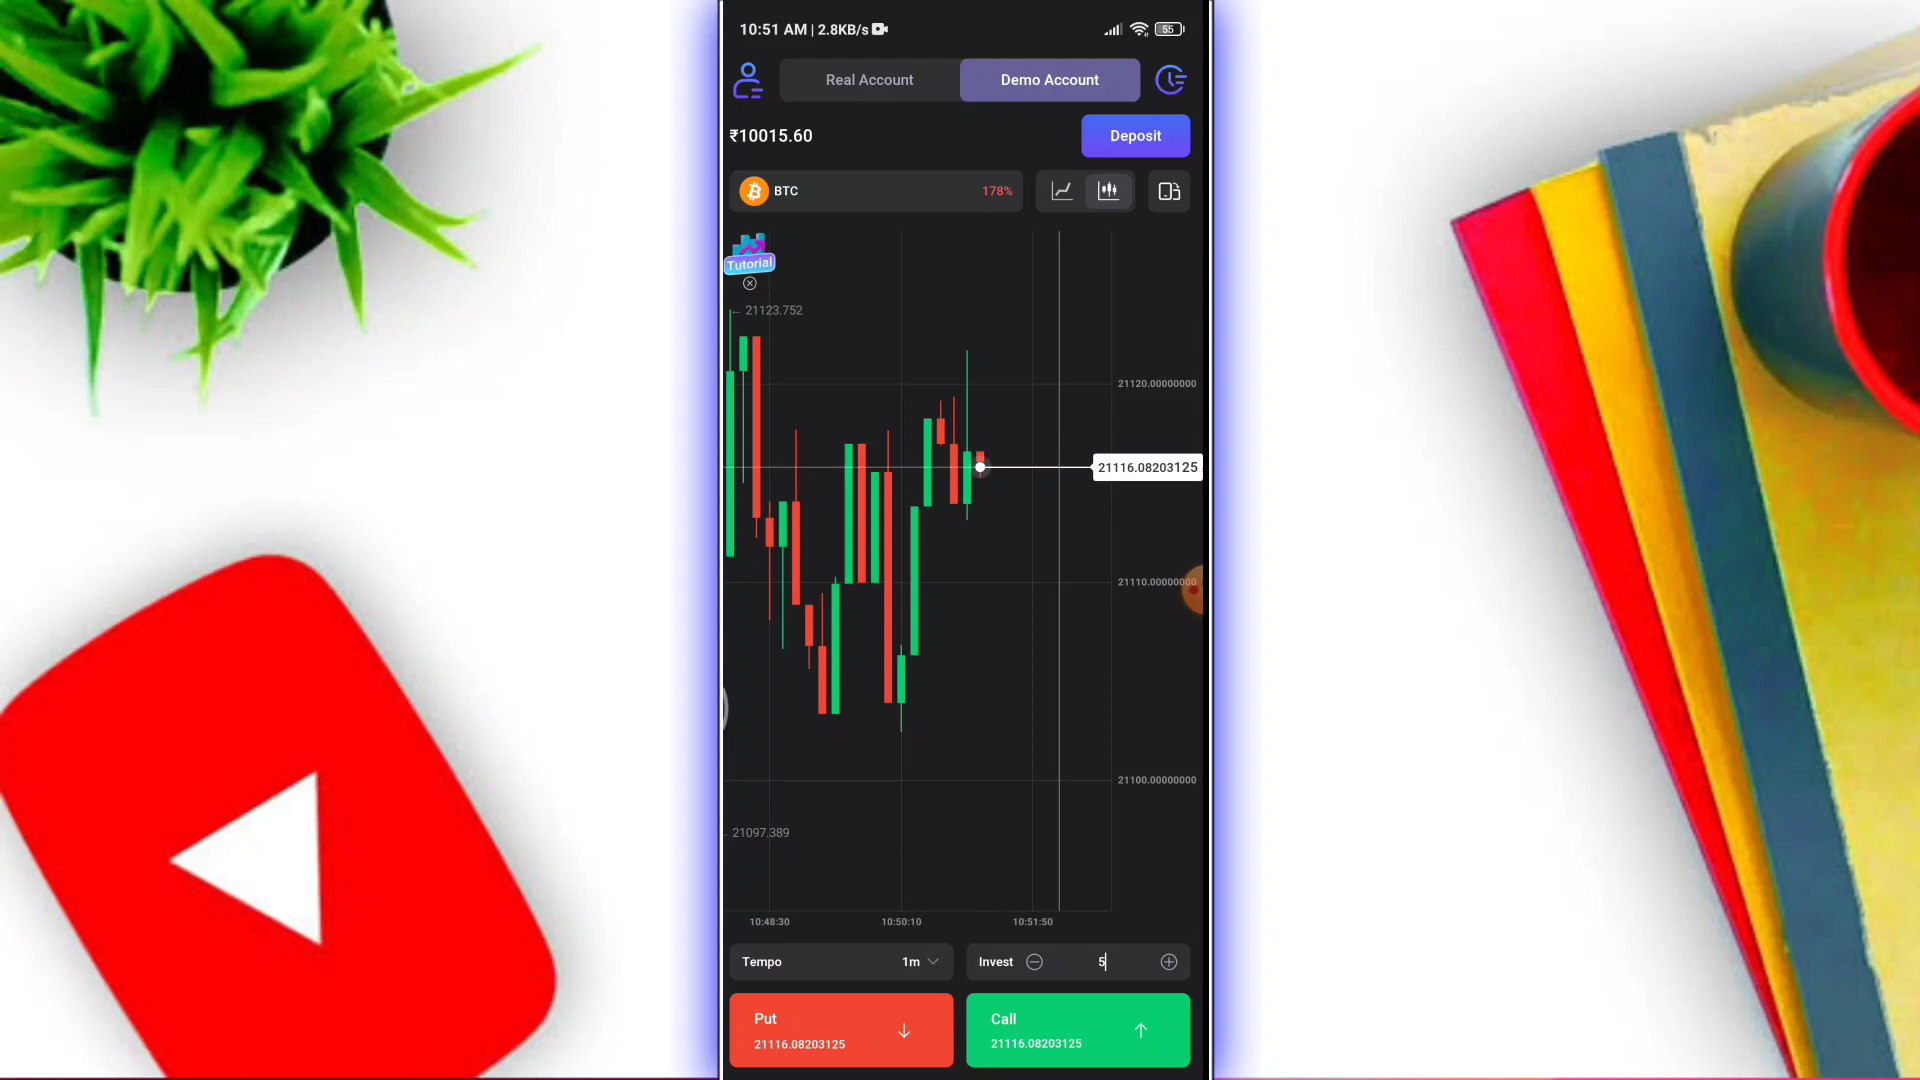 10:51 AM | 2.8KB/s
55
Real Account
Demo Account
₹10015.60
Deposit
BTC
178%
Tutorial
← 21123.752
21120.00000000
21116.08203125
21110.00000000
21100.00000000
21097.389
10:48:30
10:50:10
10:51:50
Tempo
1m
Invest
5
Put
21116.08203125
Call
21116.08203125